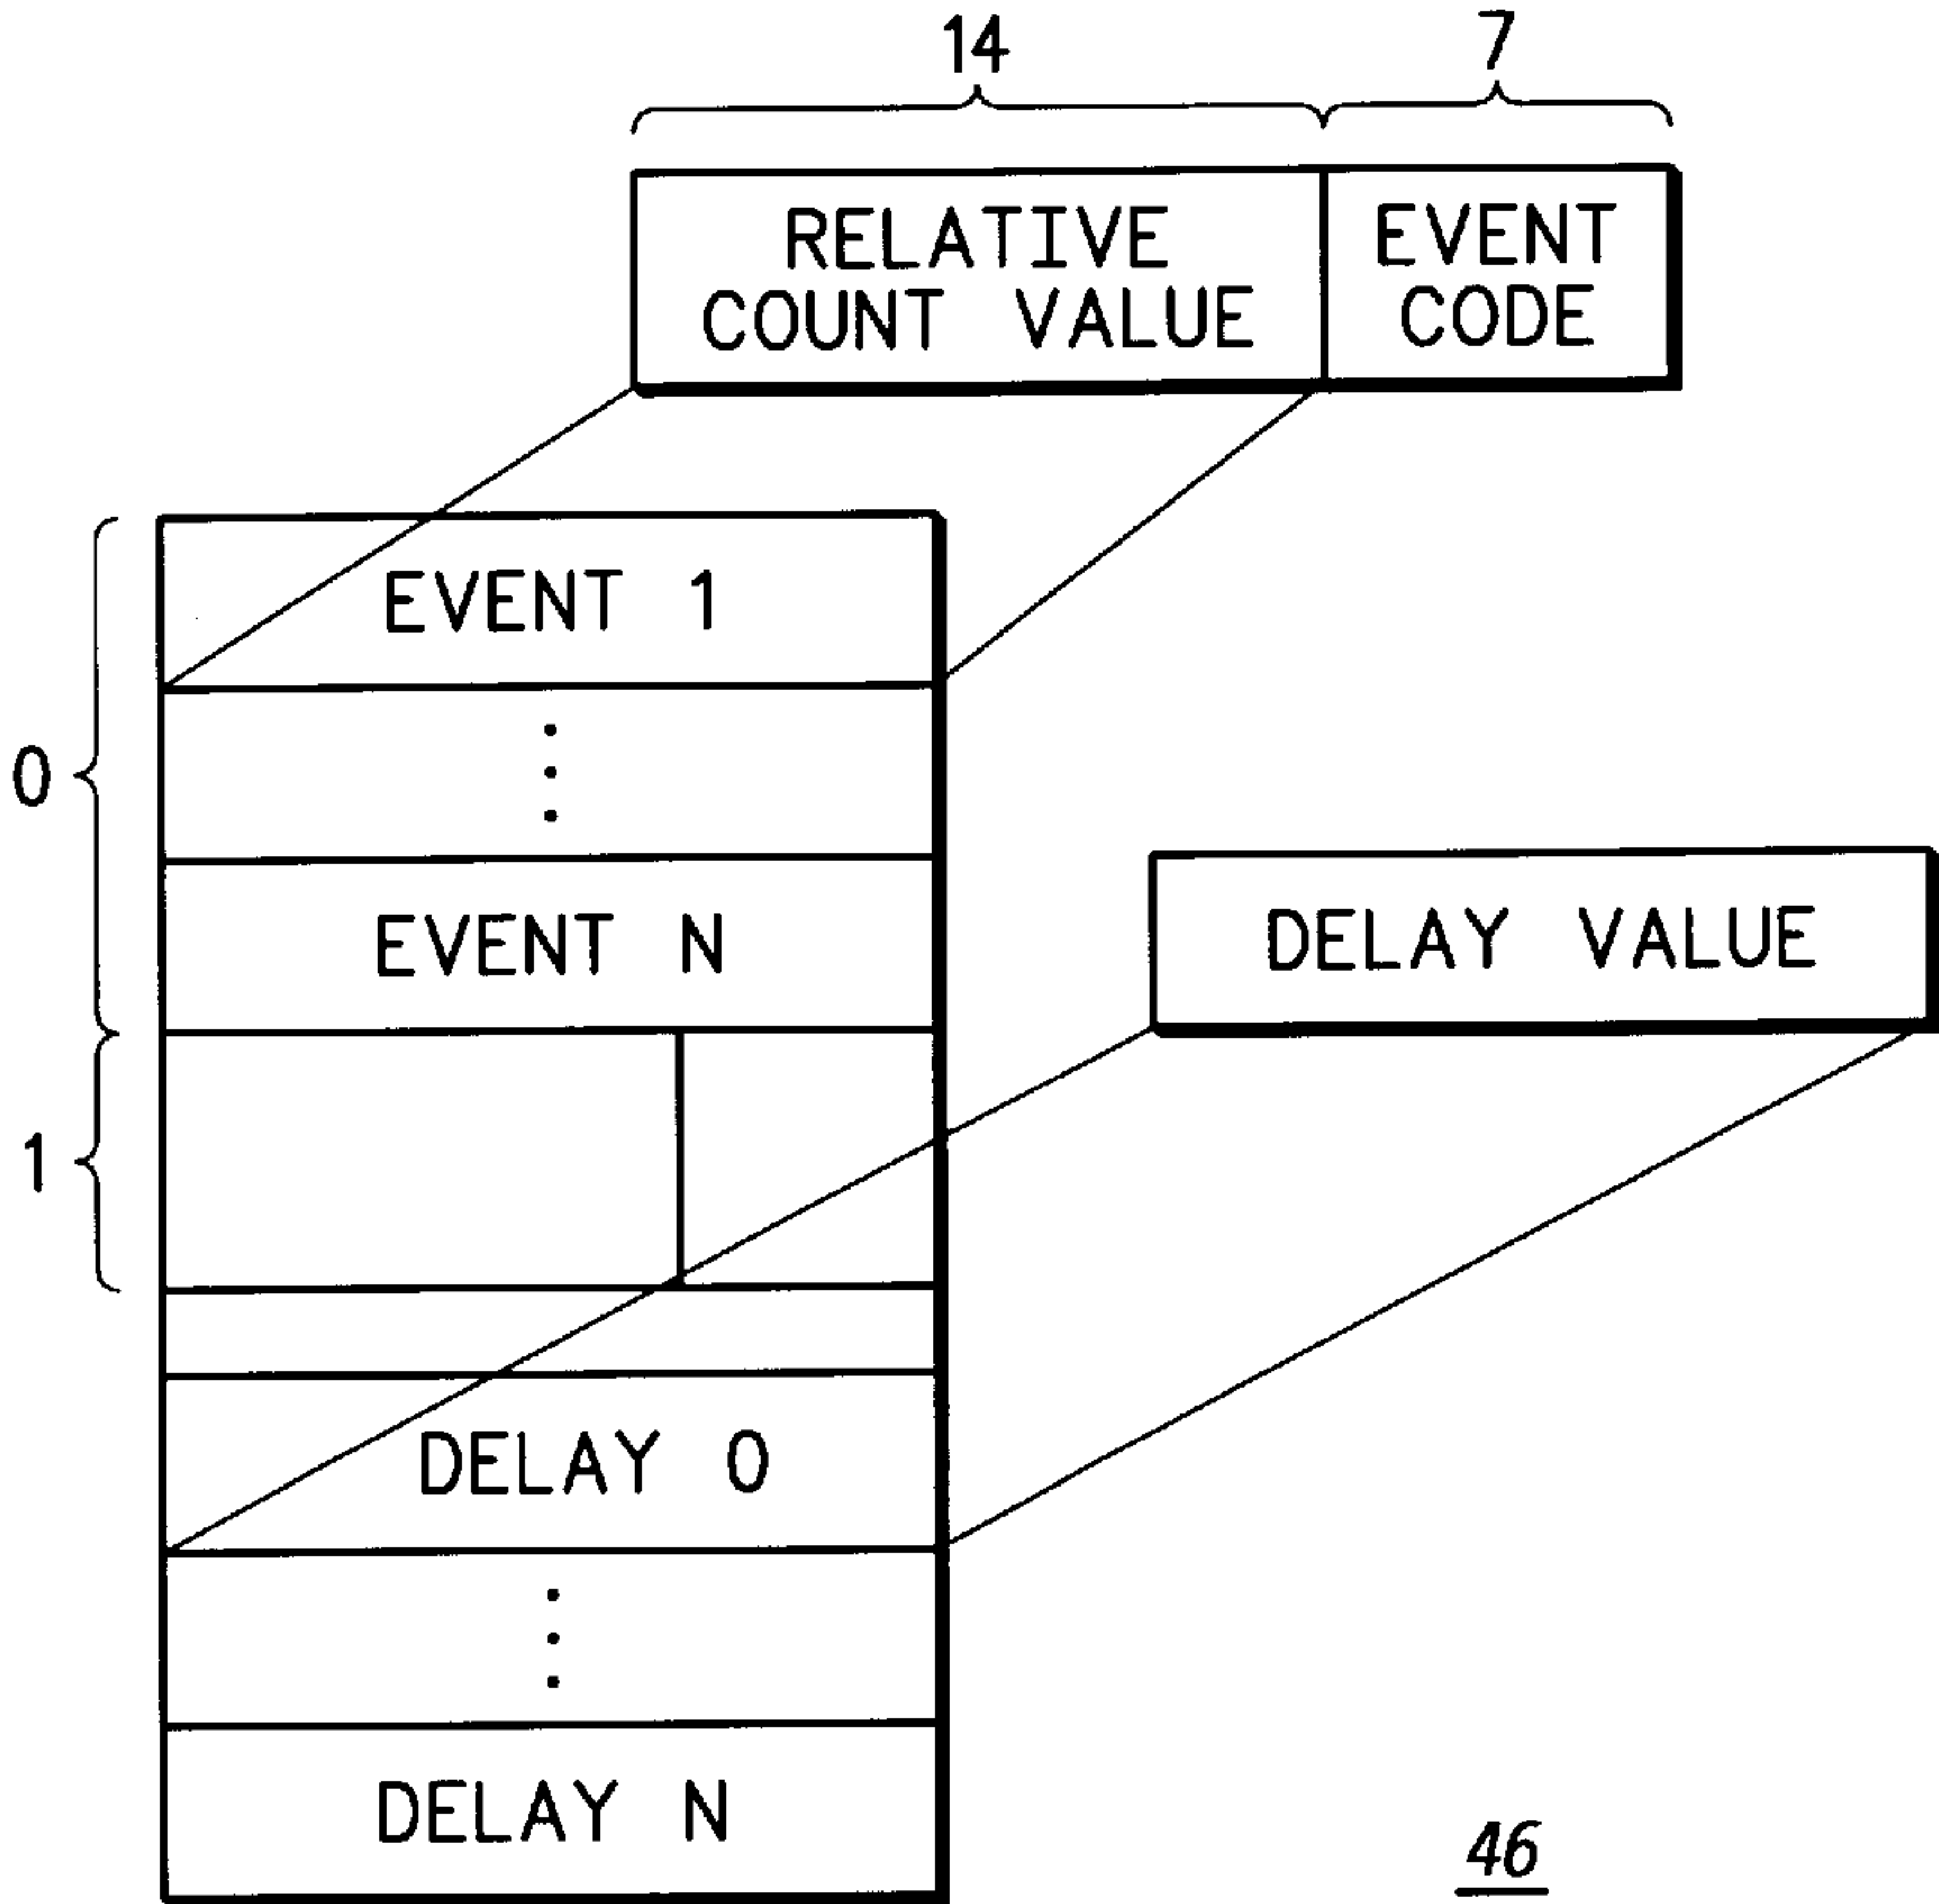 14 7
RELATIVE
COUNT VALUE
EVENT
CODE
EVENT 1
0
EVENT N
DELAY VALUE
1
DELAY 0
DELAY N
46